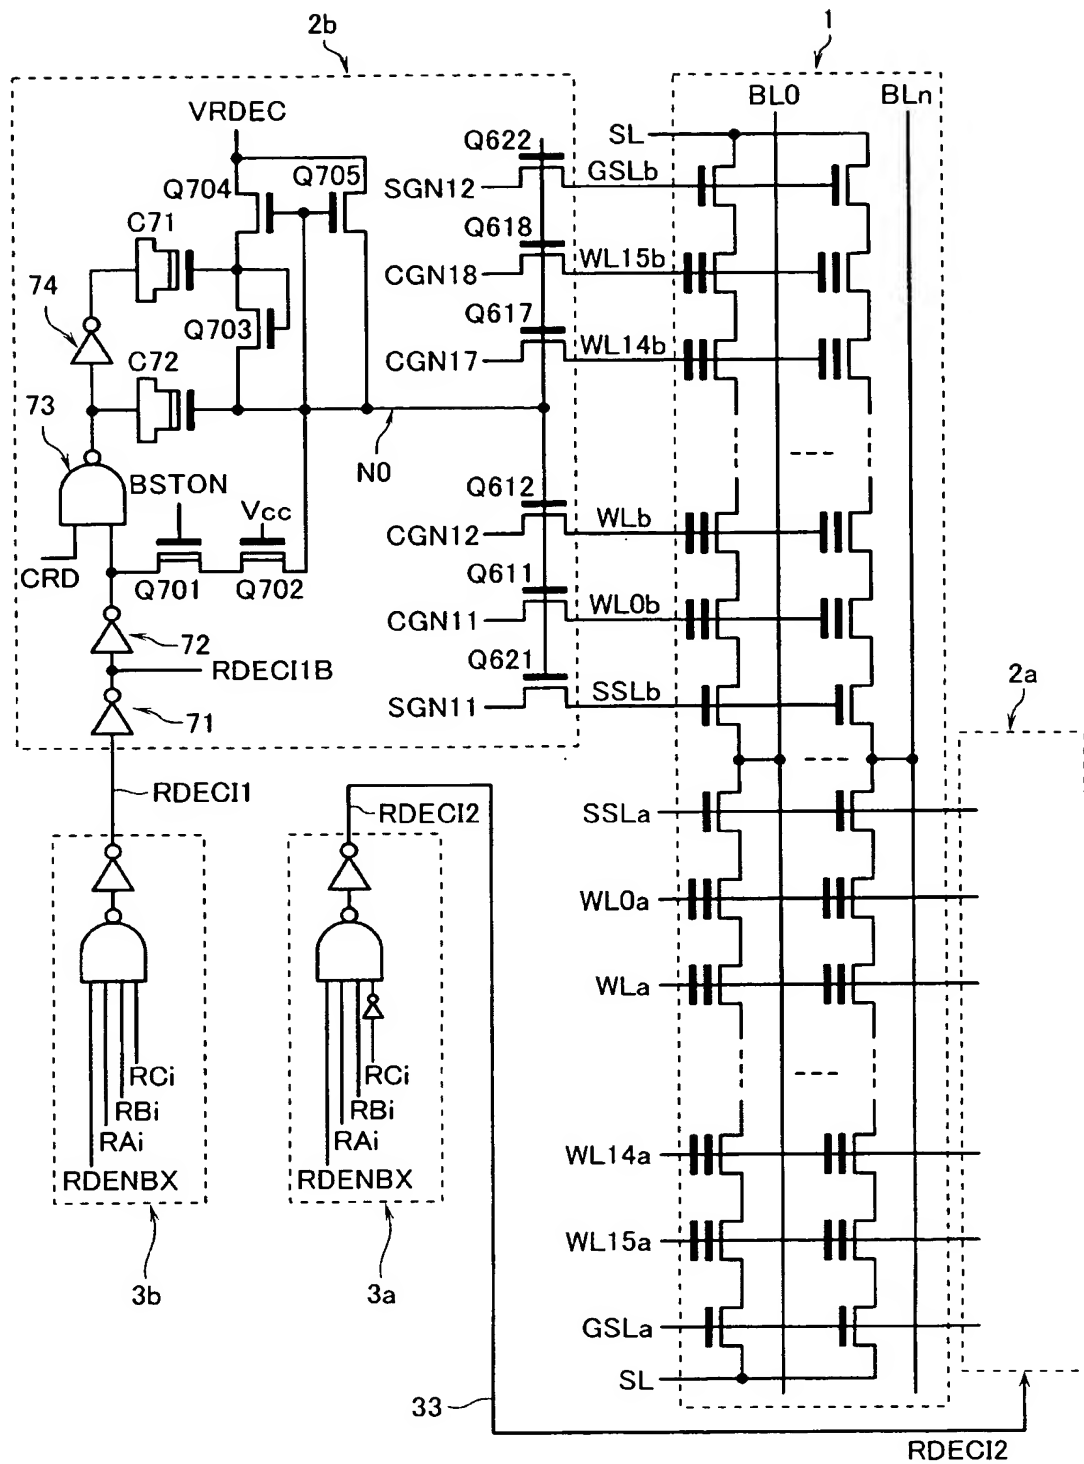 2b
1
VRDEC
BL0
BLn
Q622
SL
GSLb
Q704
Q705
SGN12
C71
Q618
WL15b
CGN18
74
Q703
Q617
WL14b
C72
CGN17
73
N0
BSTON
Q612
Vcc
WLb
CGN12
CRD
Q701
Q702
Q611
WL0b
72
CGN11
Q621
RDECI1B
SSLb
2a
71
SGN11
RDECI1
RDECI2
SSLa
WL0a
WLa
RCi
RBi
RAi
RDENBX
RCi
RBi
RAi
RDENBX
WL14a
WL15a
3b
3a
GSLa
SL
33
RDECI2